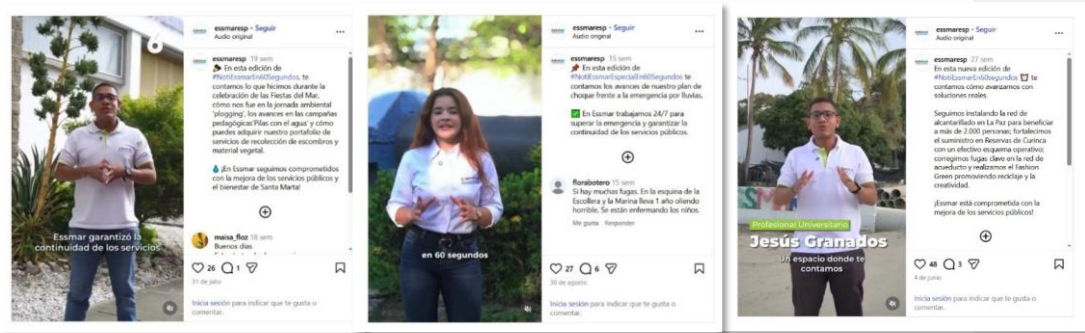 Essmar garantizó la
continuidad de los servicios
essmaresp • Seguir
Audio original
essmaresp 19 sem
En esta edición de
#NotiEssmarEn60Segundos, te
contamos lo que hicimos durante la
celebración de las Fiestas del Mar,
cómo nos fue en la jornada ambiental
'plogging', los avances en las campañas
pedagógicas'Pilas con el agua' y cómo
puedes adquirir nuestro portafolio de
servicios de recolección de escombros y
material vegetal.
¡En Essmar seguimos comprometidos
con la mejora de los servicios públicos y
el bienestar de Santa Marta!
maisa_floz 18 sem
Buenos días
26 1
31 de julio
Inicia sesión para indicar que te gusta o
comentar.
en 60 segundos
essmaresp • Seguir
Audio original
essmaresp 15 sem
En esta edición de
#NotiEssmarEspecialEn60Segundos te
contamos los avances de nuestro plan de
choque frente a la emergencia por lluvias.
En Essmar trabajamos 24/7 para
superar la emergencia y garantizar la
continuidad de los servicios públicos.
florabotero 15 sem
Si hay muchas fugas. En la esquina de la
Escollera y la Marina lleva 1 año oliendo
horrible, Se están enfermando los niños.
Me gusta Responder
27 6
30 de agosto
Inicia sesión para indicar que te gusta o
comentar.
Profesional Universitario
Jesús Granados
Un espacio donde te
contamos
essmaresp • Seguir
Audio original
essmaresp 27 sem
En esta nueva edición de
#NotiEssmarEn60segundos te
contamos cómo avanzamos con
soluciones reales.
Seguimos instalando la red de
alcantarillado en La Paz para beneficiar
a más de 2.000 personas; fortalecimos
el suministro en Reservas de Curinca
con un efectivo esquema operativo;
corregimos fugas clave en la red de
acueducto y realizamos el Fashion
Green promoviendo reciclaje y la
creatividad.
¡Essmar está comprometida con la
mejora de los servicios públicos!
48 3
4 de junio
Inicia sesión para indicar que te gusta o
comentar.